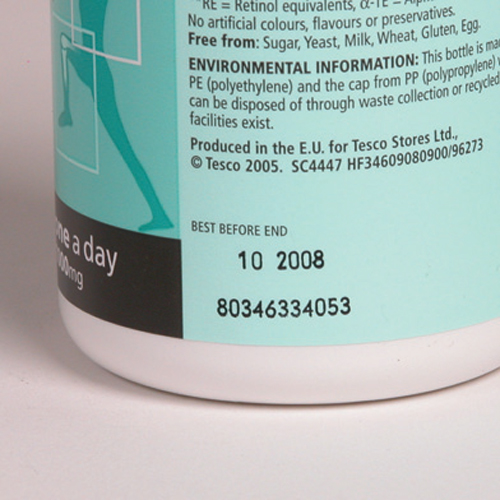 *RE = Retinol equivalents, α-TE =
No artificial colours, flavours or preservatives.
Free from: Sugar, Yeast, Milk, Wheat, Gluten, Egg.
ENVIRONMENTAL INFORMATION: This bottle is
PE (polyethylene) and the cap from PP (polypropylene)
can be disposed of through waste collection or recycled
facilities exist.
Produced in the E.U. for Tesco Stores Ltd.,
© Tesco 2005. SC4447 HF34609080900/96273
BEST BEFORE END
10 2008
80346334053
one a day